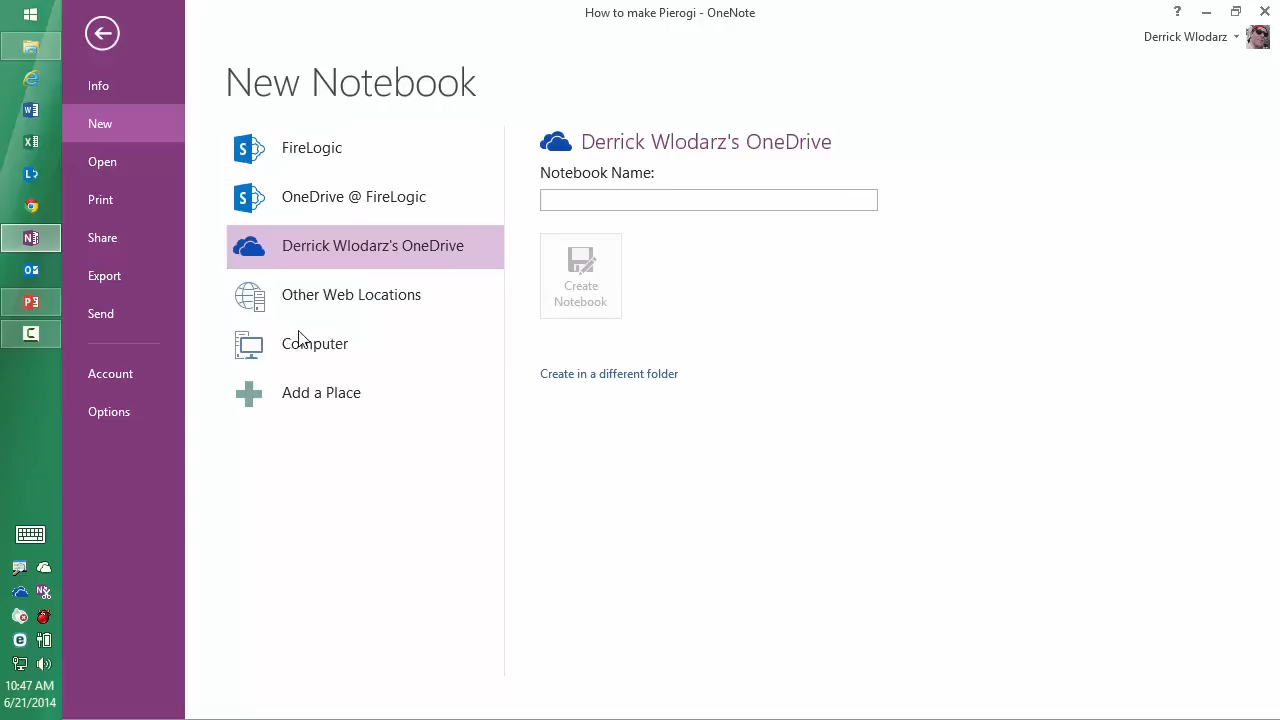 How to make Pierogi - OneNote
?
Derrick Wlodarz
Info
New
Open
Print
Share
Export
Send
Account
Options
New Notebook
FireLogic
OneDrive @ FireLogic
Derrick Wlodarz's OneDrive
Other Web Locations
Computer
Add a Place
Derrick Wlodarz's OneDrive
Notebook Name:
Create
Notebook
Create in a different folder
10:47 AM
6/21/2014